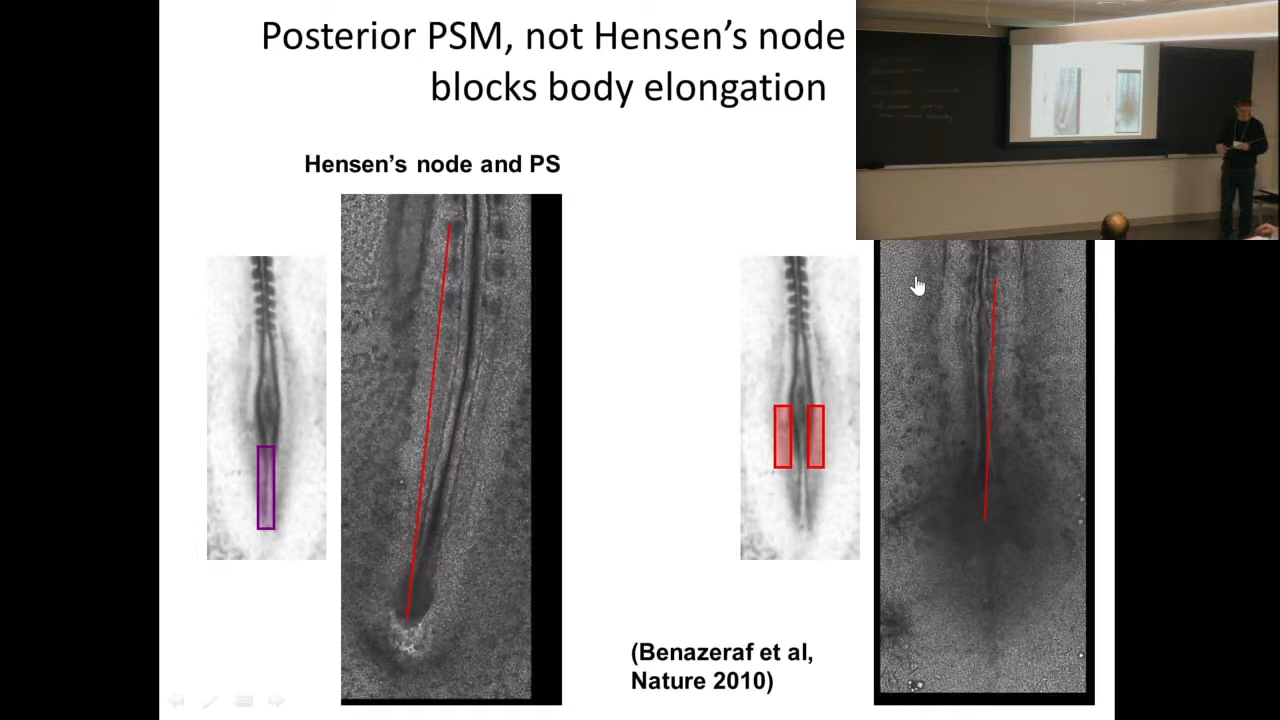 Posterior PSM, not Hensen's node
blocks body elongation
Hensen's node and PS
(Benazeraf et al,
Nature 2010)